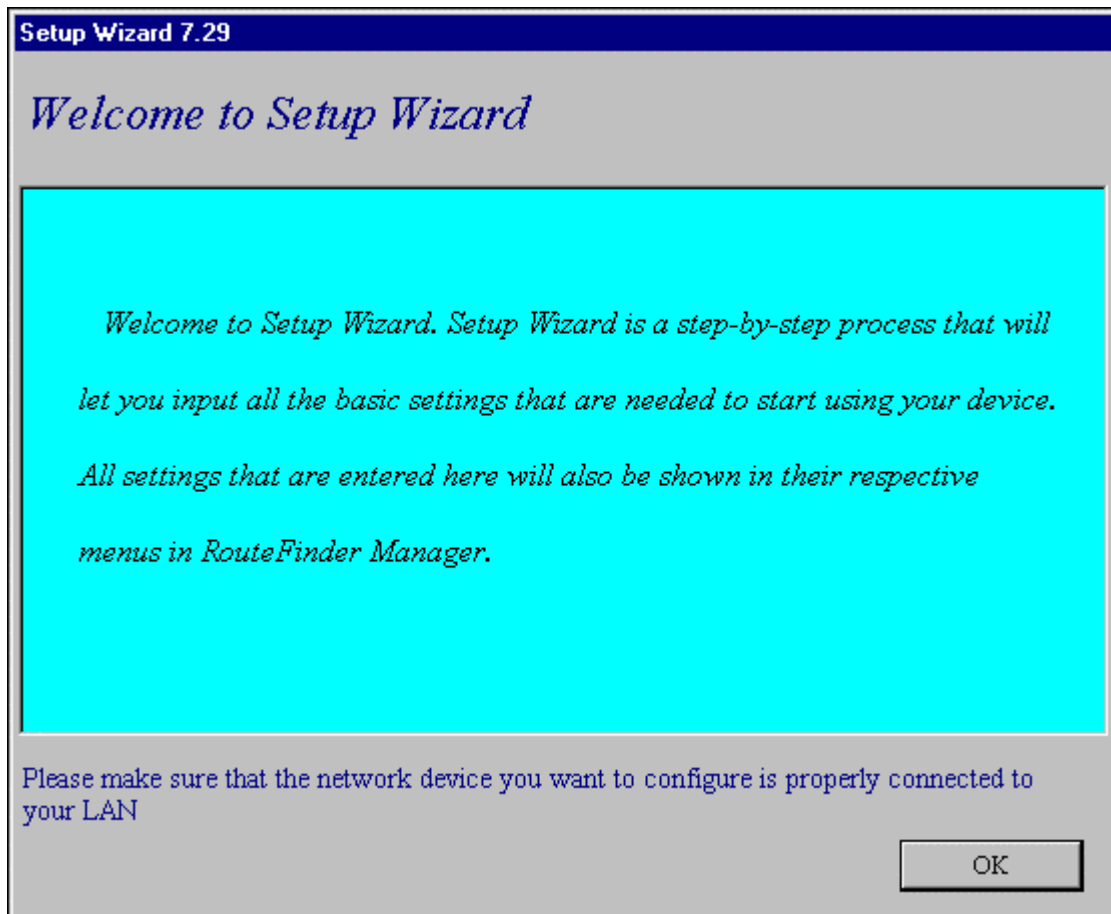 Setup Wizard 7.29
Welcome to Setup Wizard
Welcome to Setup Wizard. Setup Wizard is a step-by-step process that will
let you input all the basic settings that are needed to start using your device.
All settings that are entered here will also be shown in their respective
menus in RouteFinder Manager.
Please make sure that the network device you want to configure is properly connected to
your LAN
OK